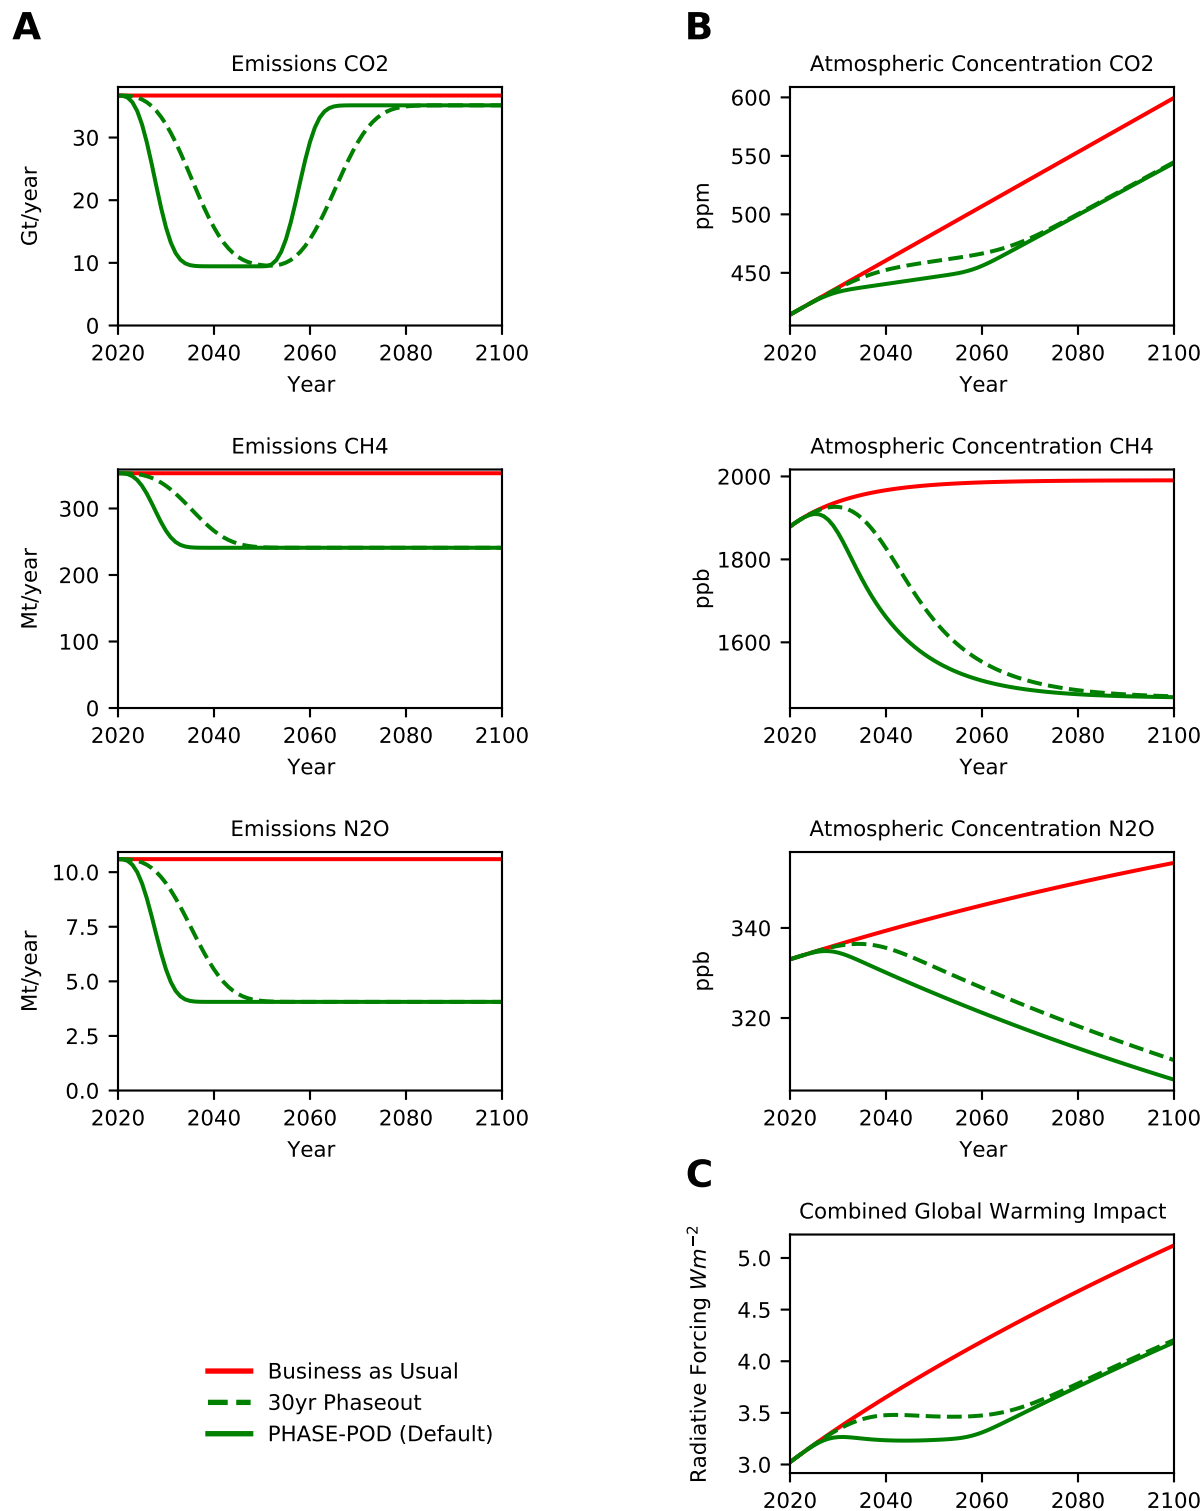 A
Emissions CO2
Gt/year
30
20
10
0
2020 2040 2060 2080 2100
Year
Emissions CH4
Mt/year
300
200
100
0
2020 2040 2060 2080 2100
Year
Emissions N2O
Mt/year
10.0
7.5
5.0
2.5
0.0
2020 2040 2060 2080 2100
Year
B
Atmospheric Concentration CO2
ppm
600
550
500
450
2020 2040 2060 2080 2100
Year
Atmospheric Concentration CH4
ppb
2000
1800
1600
2020 2040 2060 2080 2100
Year
Atmospheric Concentration N2O
ppb
340
320
2020 2040 2060 2080 2100
Year
C
Combined Global Warming Impact
Radiative Forcing Wm⁻²
5.0
4.5
4.0
3.5
3.0
2020 2040 2060 2080 2100
Business as Usual
30yr Phaseout
PHASE-POD (Default)